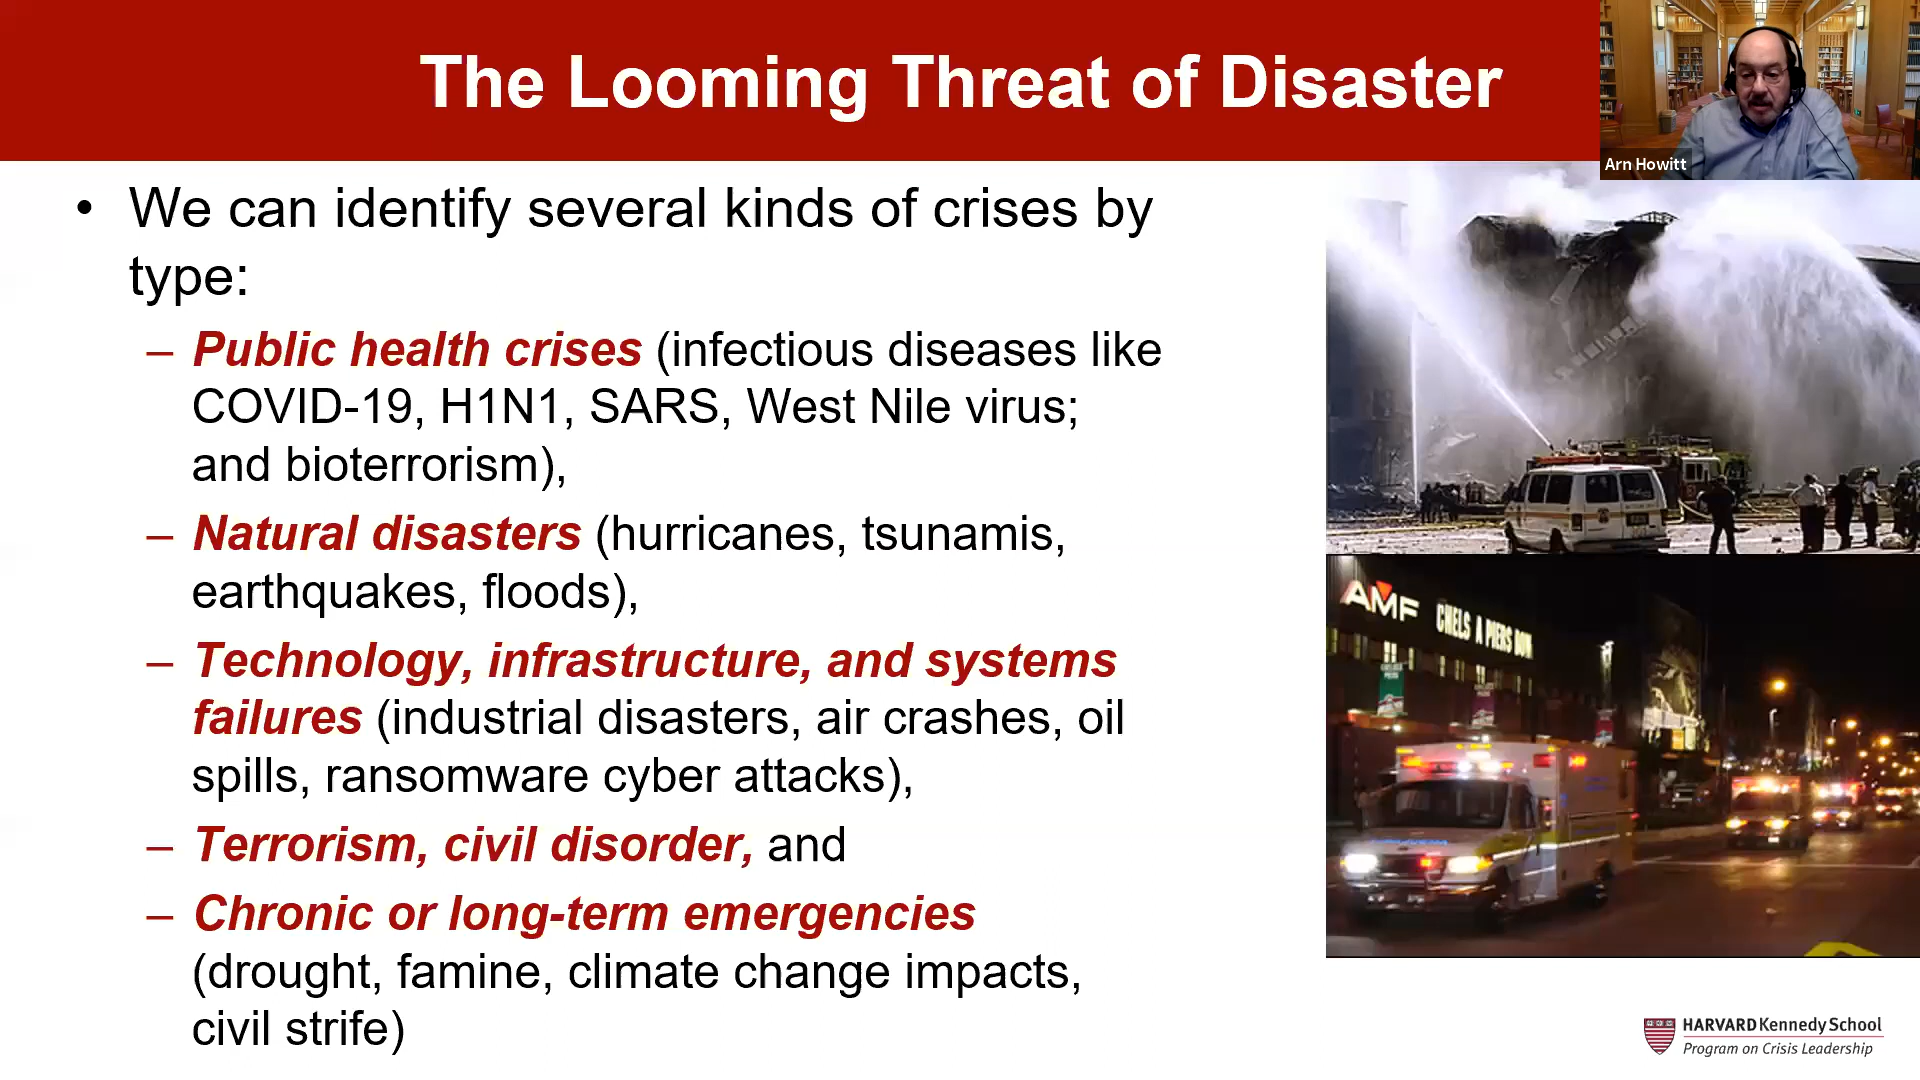 The Looming Threat of Disaster
Arn Howitt
• We can identify several kinds of crises by
type:
– Public health crises (infectious diseases like
COVID-19, H1N1, SARS, West Nile virus;
and bioterrorism),
– Natural disasters (hurricanes, tsunamis,
earthquakes, floods),
– Technology, infrastructure, and systems
failures (industrial disasters, air crashes, oil
spills, ransomware cyber attacks),
– Terrorism, civil disorder, and
– Chronic or long-term emergencies
(drought, famine, climate change impacts,
civil strife)
AMF
CHELS A PIERS BOW
HARVARD Kennedy School
Program on Crisis Leadership